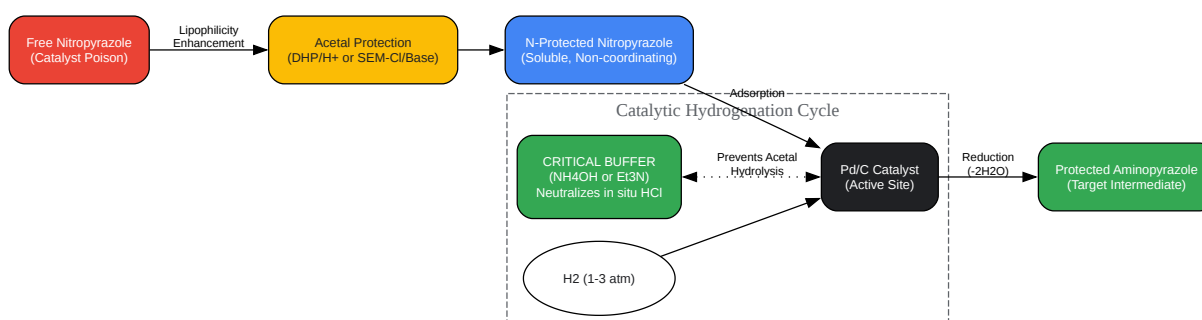 Free Nitropyrazole
(Catalyst Poison)
Lipophilicity
Enhancement
Acetal Protection
(DHP/H+ or SEM-Cl/Base)
N-Protected Nitropyrazole
(Soluble, Non-coordinating)
Adsorption
Catalytic Hydrogenation Cycle
CRITICAL BUFFER
(NH4OH or Et3N)
Neutralizes in situ HCl
Prevents Acetal
Hydrolysis
Pd/C Catalyst
(Active Site)
Reduction
(-2H2O)
Protected Aminopyrazole
(Target Intermediate)
H2 (1-3 atm)